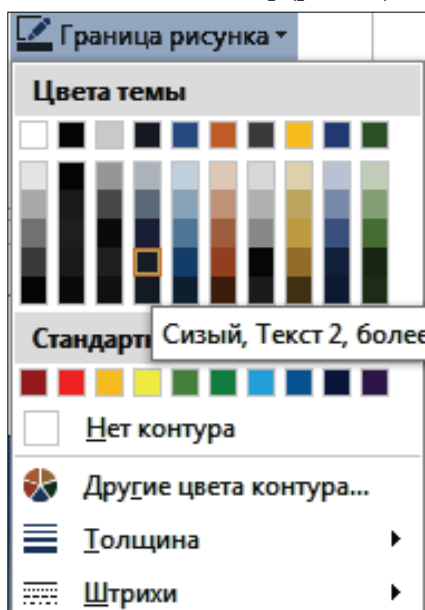 Граница рисунка
Цвета темы
Сизый, Текст 2, более
Нет контура
Другие цвета контура...
Толщина
Штрихи